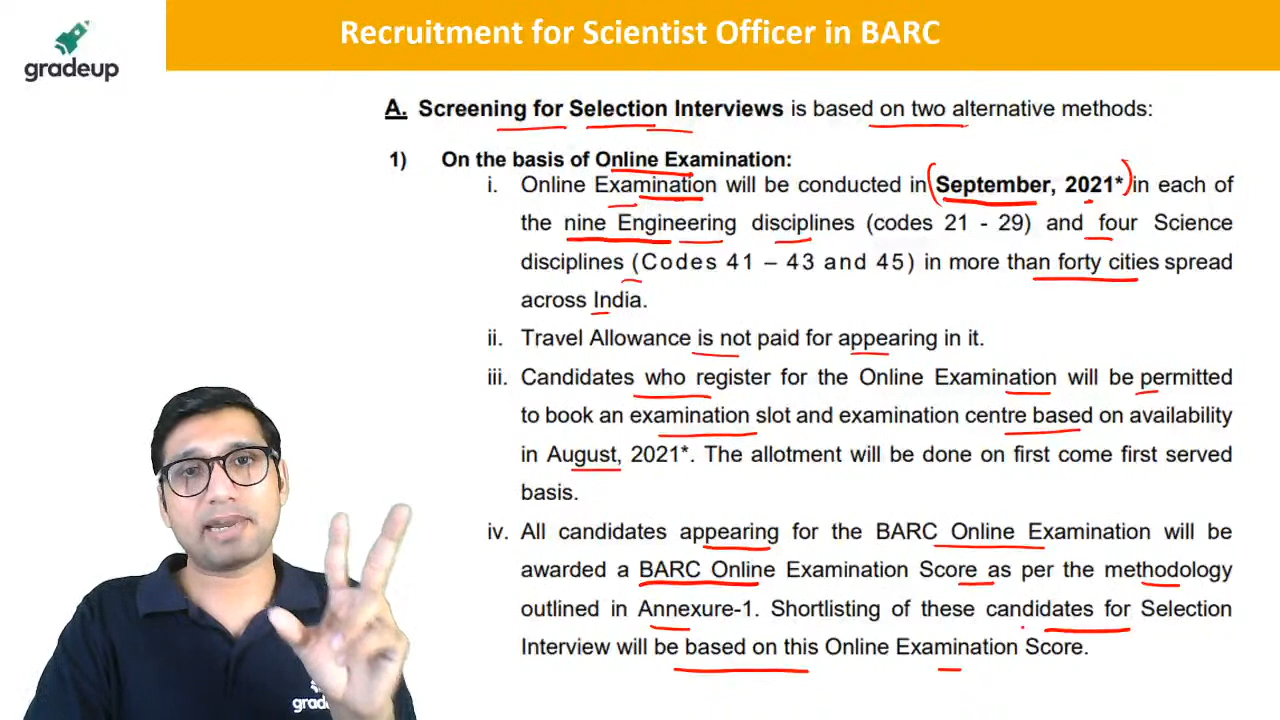 Recruitment for Scientist Officer in BARC
gradeup
A. Screening for Selection Interviews is based on two alternative methods:
1) On the basis of Online Examination:
i. Online Examination will be conducted in (September, 2021*) in each of
the nine Engineering disciplines (codes 21 - 29) and four Science
disciplines (Codes 41 – 43 and 45) in more than forty cities spread
across India.
ii. Travel Allowance is not paid for appearing in it.
iii. Candidates who register for the Online Examination will be permitted
to book an examination slot and examination centre based on availability
in August, 2021*. The allotment will be done on first come first served
basis.
iv. All candidates appearing for the BARC Online Examination will be
awarded a BARC Online Examination Score as per the methodology
outlined in Annexure-1. Shortlisting of these candidates for Selection
Interview will be based on this Online Examination Score.